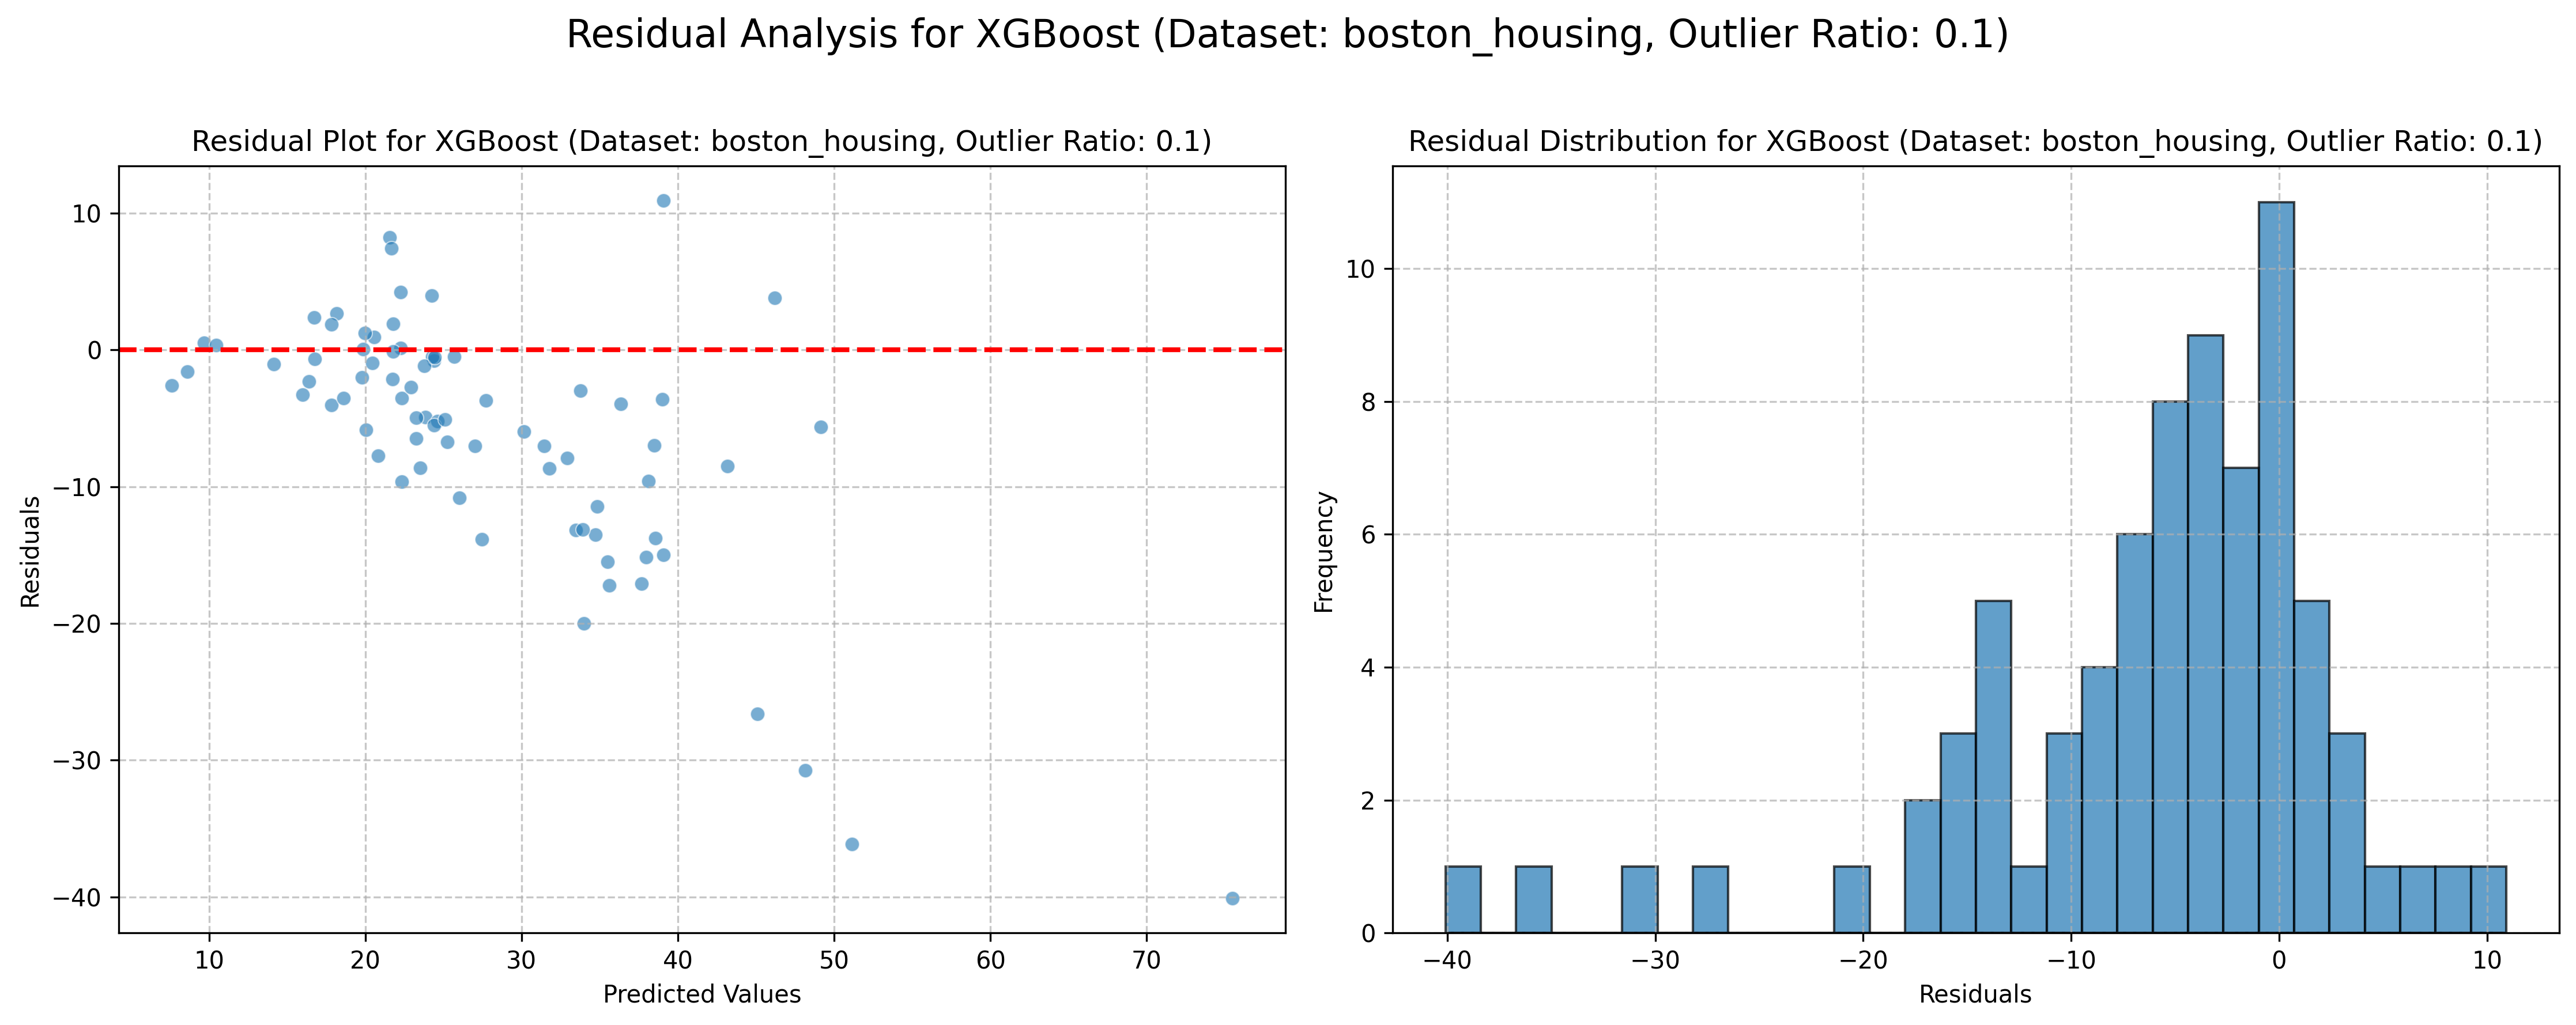 Residual Analysis for XGBoost (Dataset: boston_housing, Outlier Ratio: 0.1)
Residual Plot for XGBoost (Dataset: boston_housing, Outlier Ratio: 0.1)
10
0
−10
−20
−30
−40
Residuals
10 20 30 40 50 60 70
Predicted Values
Residual Distribution for XGBoost (Dataset: boston_housing, Outlier Ratio: 0.1)
10
8
6
4
2
0
Frequency
−40 −30 −20 −10 0 10
Residuals